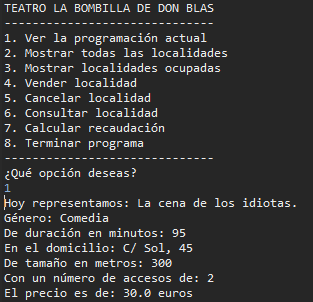 TEATRO LA BOMBILLA DE DON BLAS
------------------------------
1. Ver la programación actual
2. Mostrar todas las localidades
3. Mostrar localidades ocupadas
4. Vender localidad
5. Cancelar localidad
6. Consultar localidad
7. Calcular recaudación
8. Terminar programa
------------------------------
¿Qué opción deseas?
1
Hoy representamos: La cena de los idiotas.
Género: Comedia
De duración en minutos: 95
En el domicilio: C/ Sol, 45
De tamaño en metros: 300
Con un número de accesos de: 2
El precio es de: 30.0 euros